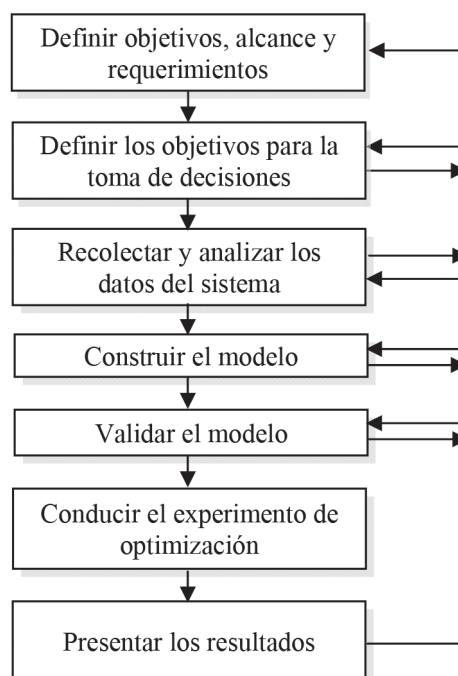 Definir objetivos, alcance y
requerimientos
Definir los objetivos para la
toma de decisiones
Recolectar y analizar los
datos del sistema
Construir el modelo
Validar el modelo
Conducir el experimento de
optimización
Presentar los resultados